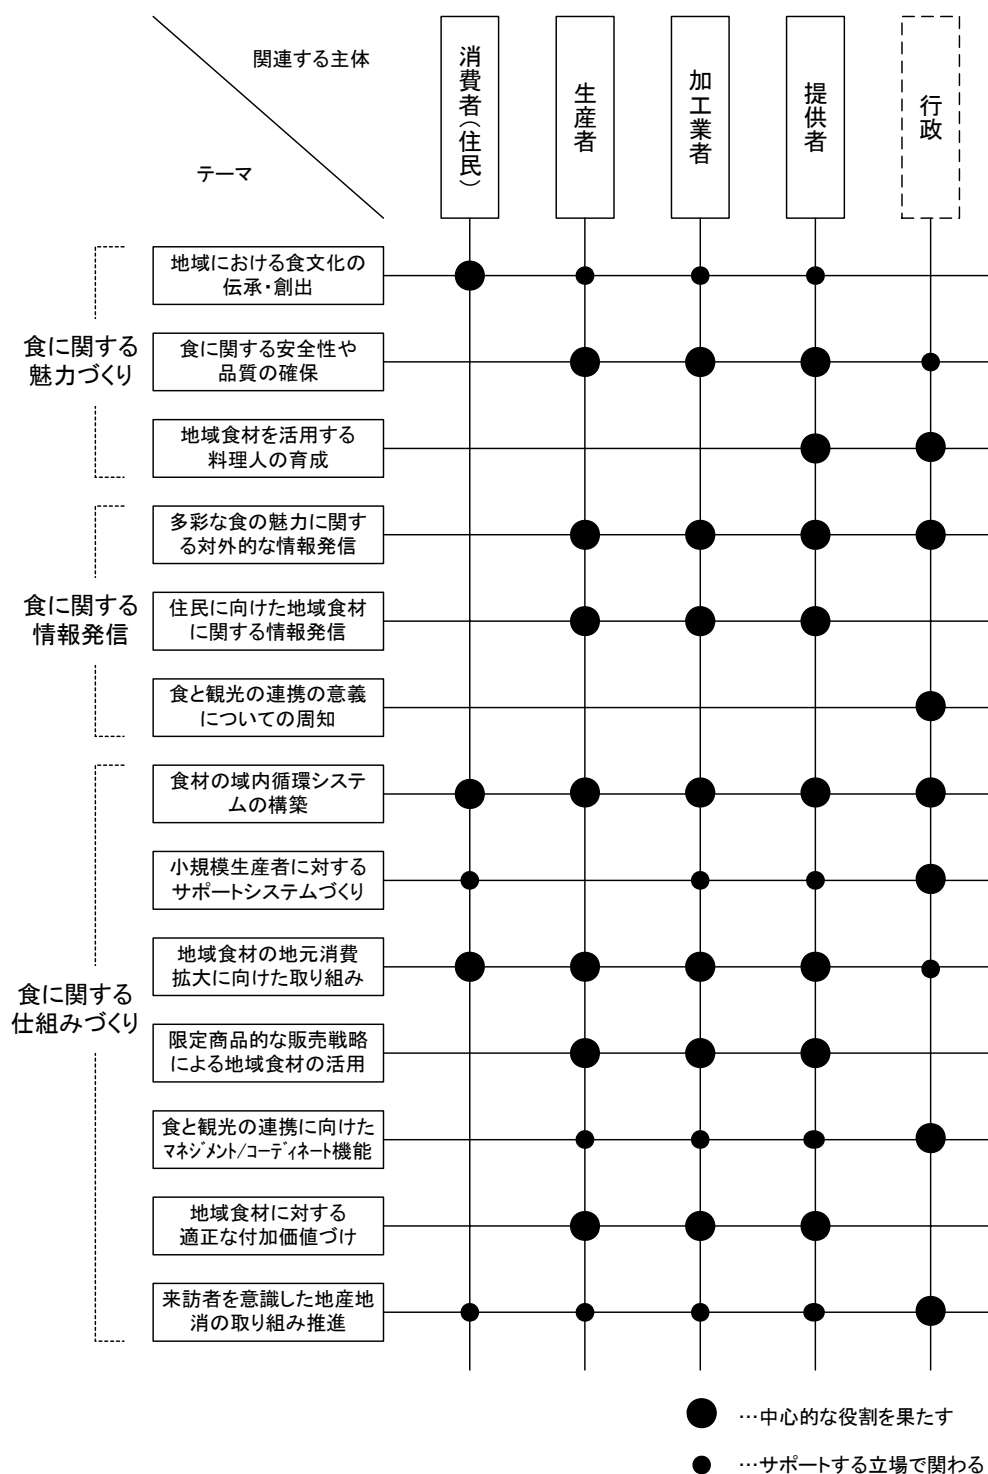 関連する主体
テーマ
消費者(住民)
生産者
加工業者
提供者
行政
食に関する
魅力づくり
地域における食文化の
伝承・創出
食に関する安全性や
品質の確保
地域食材を活用する
料理人の育成
食に関する
情報発信
多彩な食の魅力に関す
る対外的な情報発信
住民に向けた地域食材
に関する情報発信
食と観光の連携の意義
についての周知
食に関する
仕組みづくり
食材の域内循環システ
ムの構築
小規模生産者に対する
サポートシステムづくり
地域食材の地元消費
拡大に向けた取り組み
限定商品的な販売戦略
による地域食材の活用
食と観光の連携に向けた
マネジメント/コーディネート機能
地域食材に対する
適正な付加価値づけ
来訪者を意識した地産地
消の取り組み推進
…中心的な役割を果たす
…サポートする立場で関わる